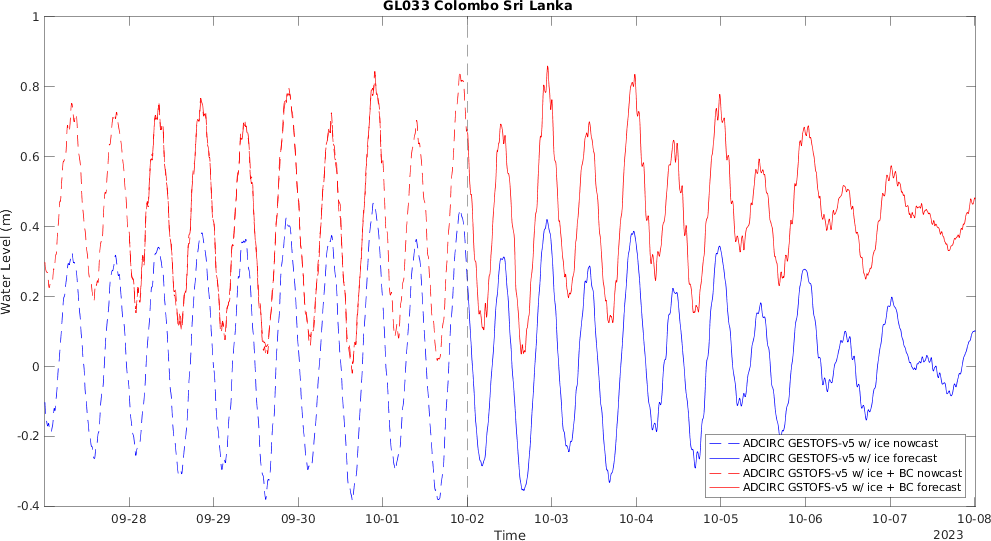 GL033 Colombo Sri Lanka
1
0.8
0.6
0.4
0.2
0
-0.2
-0.4
Water Level (m)
09-28 09-29 09-30 10-01 10-02 10-03 10-04 10-05 10-06 10-07 10-08
Time
2023
ADCIRC GESTOFS-v5 w/ ice nowcast
ADCIRC GESTOFS-v5 w/ ice forecast
ADCIRC GSTOFS-v5 w/ ice + BC nowcast
ADCIRC GSTOFS-v5 w/ ice + BC forecast